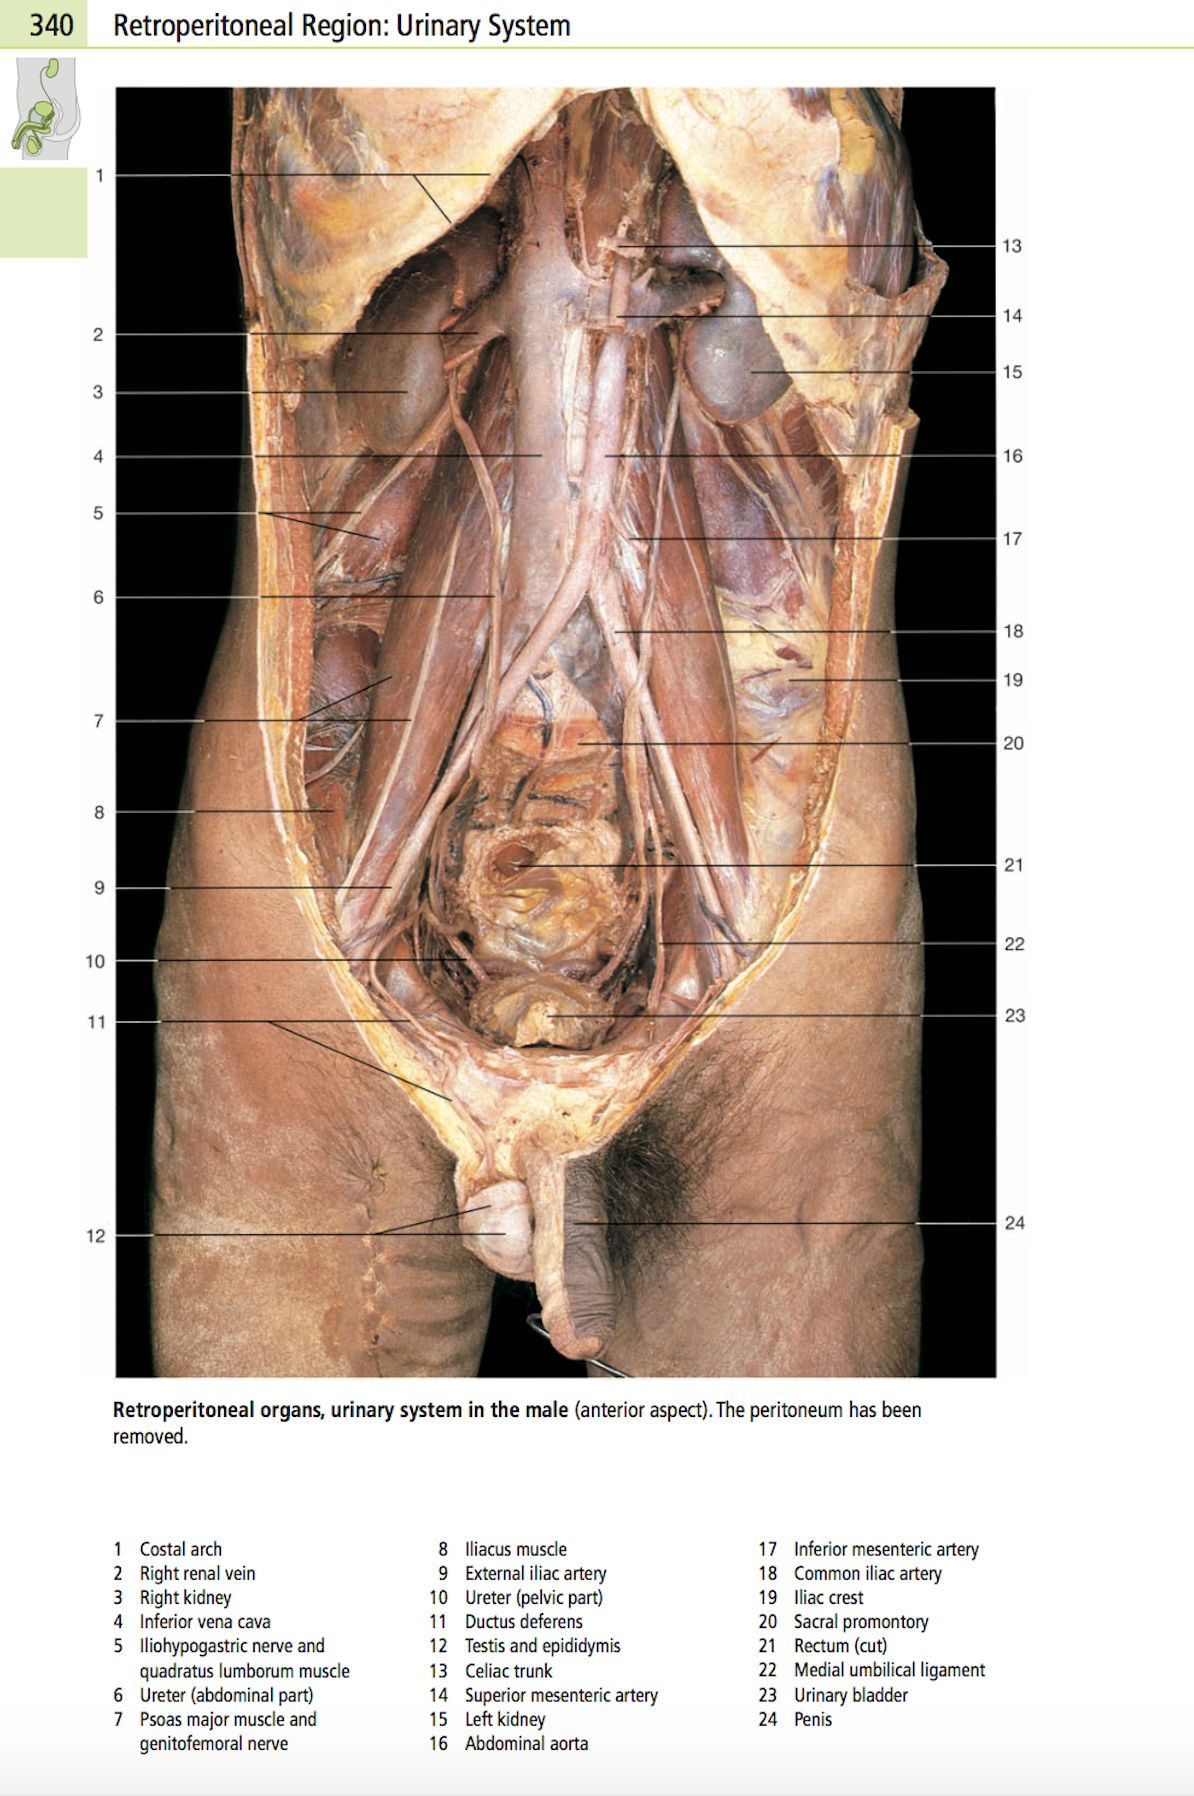 340
Retroperitoneal Region: Urinary System
1
2
3
4
5
6
7
8
9
10
11
12
13
14
15
16
17
18
19
20
21
22
23
24
Retroperitoneal organs, urinary system in the male (anterior aspect). The peritoneum has been
removed.
1 Costal arch
2 Right renal vein
3 Right kidney
4 Inferior vena cava
5 Iliohypogastric nerve and
quadratus lumborum muscle
6 Ureter (abdominal part)
7 Psoas major muscle and
genitofemoral nerve
8 Iliacus muscle
9 External iliac artery
10 Ureter (pelvic part)
11 Ductus deferens
12 Testis and epididymis
13 Celiac trunk
14 Superior mesenteric artery
15 Left kidney
16 Abdominal aorta
17 Inferior mesenteric artery
18 Common iliac artery
19 Iliac crest
20 Sacral promontory
21 Rectum (cut)
22 Medial umbilical ligament
23 Urinary bladder
24 Penis